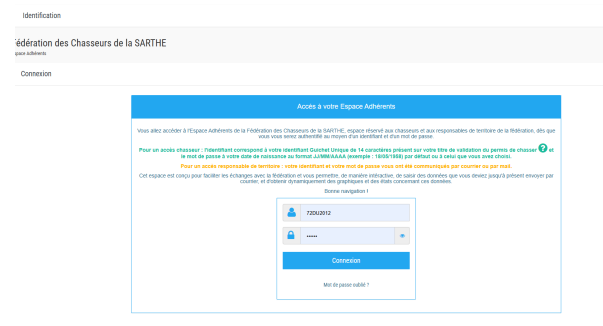 Identification
édération des Chasseurs de la SARTHE
space Adhérents
Connexion
Accès à votre Espace Adhérents
Vous allez accéder à l'Espace Adhérents de la Fédération des Chasseurs de la SARTHE, espace réservé aux chasseurs et aux responsables de territoire de la fédération, dès que
vous vous serez authentifié au moyen d'un identifiant et d'un mot de passe.
Pour un accès chasseur : l'identifiant correspond à votre identifiant Guichet Unique de 14 caractères présent sur votre titre de validation du permis de chasser ? et
le mot de passe à votre date de naissance au format JJ/MM/AAAA (exemple : 18/05/1958) par défaut ou à celui que vous avez choisi.
Pour un accès responsable de territoire : votre identifiant et votre mot de passe vous ont été communiqués par courrier ou par mail.
Cet espace est conçu pour faciliter les échanges avec la fédération et vous permettre, de manière intéractive, de saisir des données que vous deviez jusqu'à présent envoyer par
courrier, et d'obtenir dynamiquement des graphiques et des états concernant ces données.
Bonne navigation !
72DU2012
Connexion
Mot de passe oublié ?